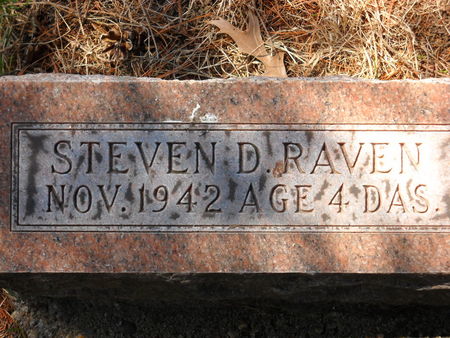 STEVEN D. RAVEN
NOV. 1942 AGE 4 DAS.